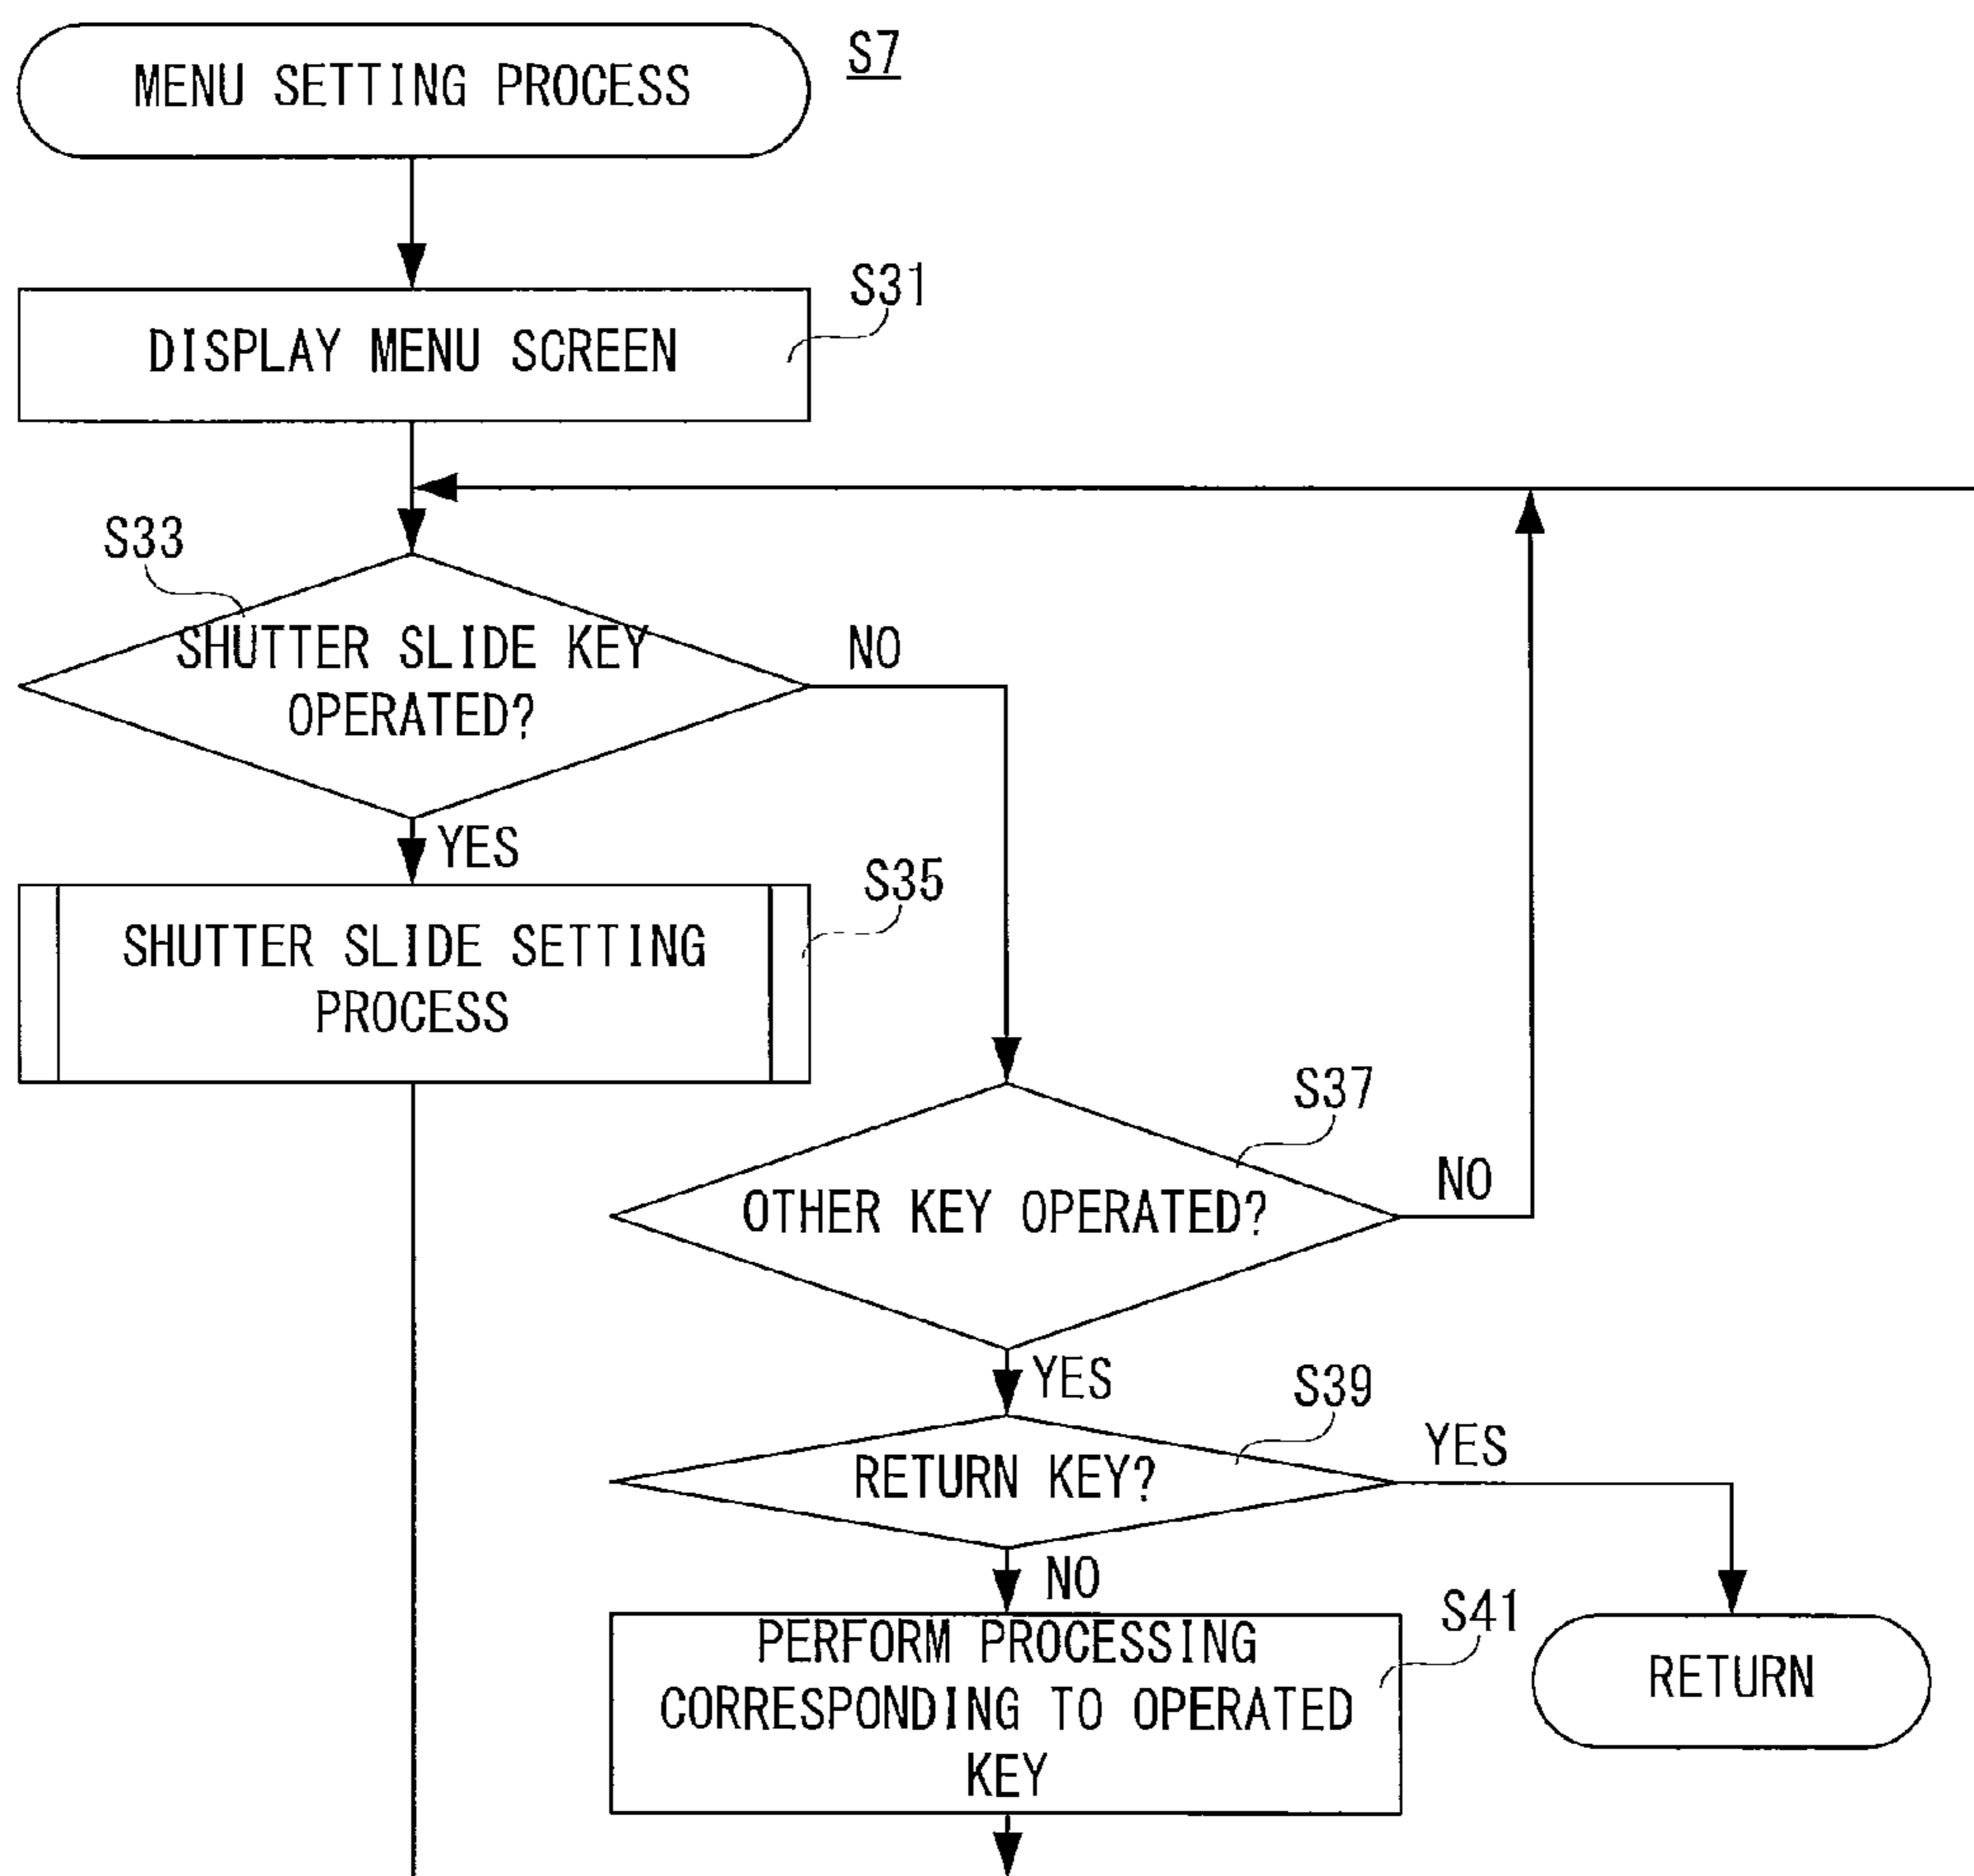 MENU SETTING PROCESS
S7
DISPLAY MENU SCREEN
S31
S33
SHUTTER SLIDE KEY
OPERATED?
NO
YES
SHUTTER SLIDE SETTING
PROCESS
S35
S37
OTHER KEY OPERATED?
NO
YES
S39
RETURN KEY?
YES
NO
PERFORM PROCESSING
CORRESPONDING TO OPERATED
KEY
S41
RETURN